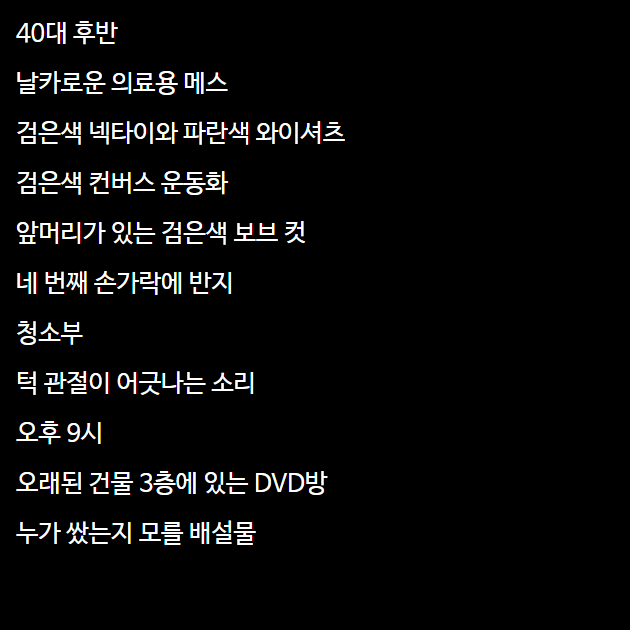 40대 후반
날카로운 의료용 메스
검은색 넥타이와 파란색 와이셔츠
검은색 컨버스 운동화
앞머리가 있는 검은색 보브 컷
네 번째 손가락에 반지
청소부
턱 관절이 어긋나는 소리
오후 9시
오래된 건물 3층에 있는 DVD방
누가 쌌는지 모를 배설물